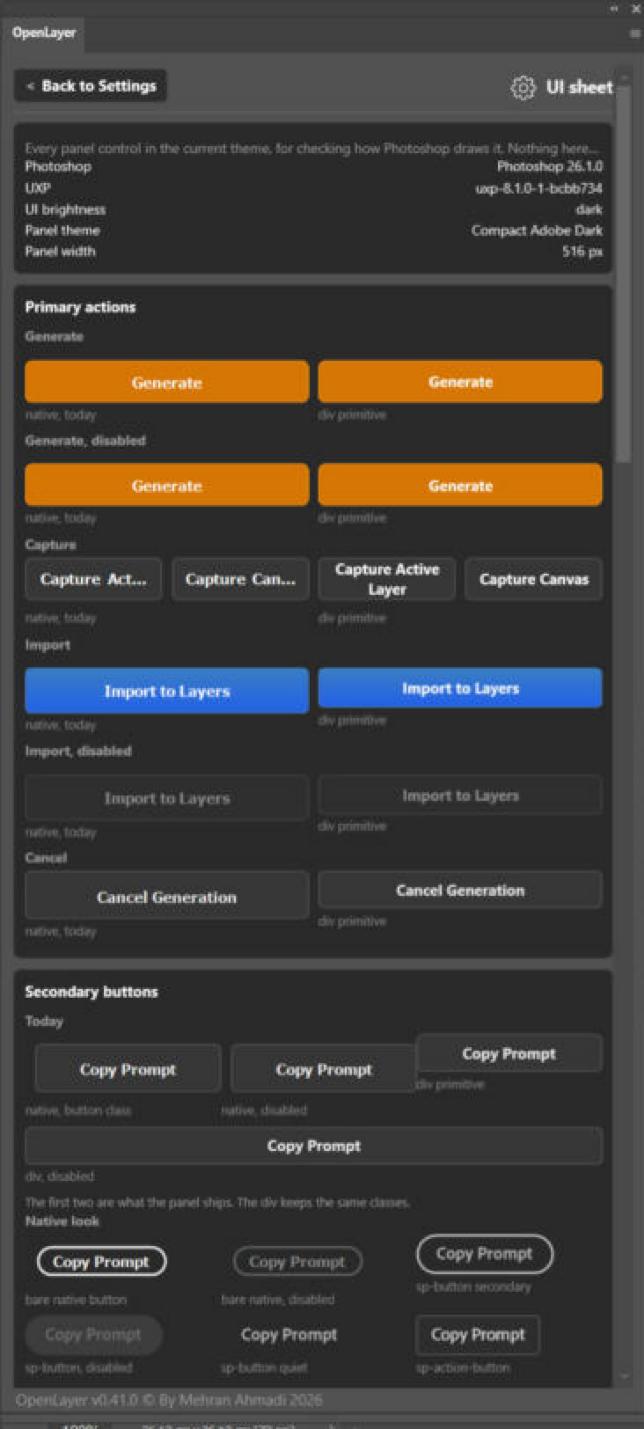 OpenLayer
< Back to Settings
UI sheet
Every panel control in the current theme, for checking how Photoshop draws it. Nothing here...
Photoshop Photoshop 26.1.0
UXP uxp-8.1.0-1-bcbb734
UI brightness dark
Panel theme Compact Adobe Dark
Panel width 516 px
Primary actions
Generate
Generate Generate
native, today div primitive
Generate, disabled
Generate Generate
native, today div primitive
Capture
Capture Act... Capture Can... Capture Active Layer Capture Canvas
native, today div primitive
Import
Import to Layers Import to Layers
native, today div primitive
Import, disabled
Import to Layers Import to Layers
native, today div primitive
Cancel
Cancel Generation Cancel Generation
native, today div primitive
Secondary buttons
Today
Copy Prompt Copy Prompt Copy Prompt
native, button class native, disabled div primitive
Copy Prompt
div, disabled
The first two are what the panel ships. The div keeps the same classes.
Native look
Copy Prompt Copy Prompt Copy Prompt
bare native button bare native, disabled sp-button secondary
Copy Prompt Copy Prompt Copy Prompt
sp-button, disabled sp-button quiet sp-action-button
OpenLayer v0.41.0 © By Mehran Ahmadi 2026